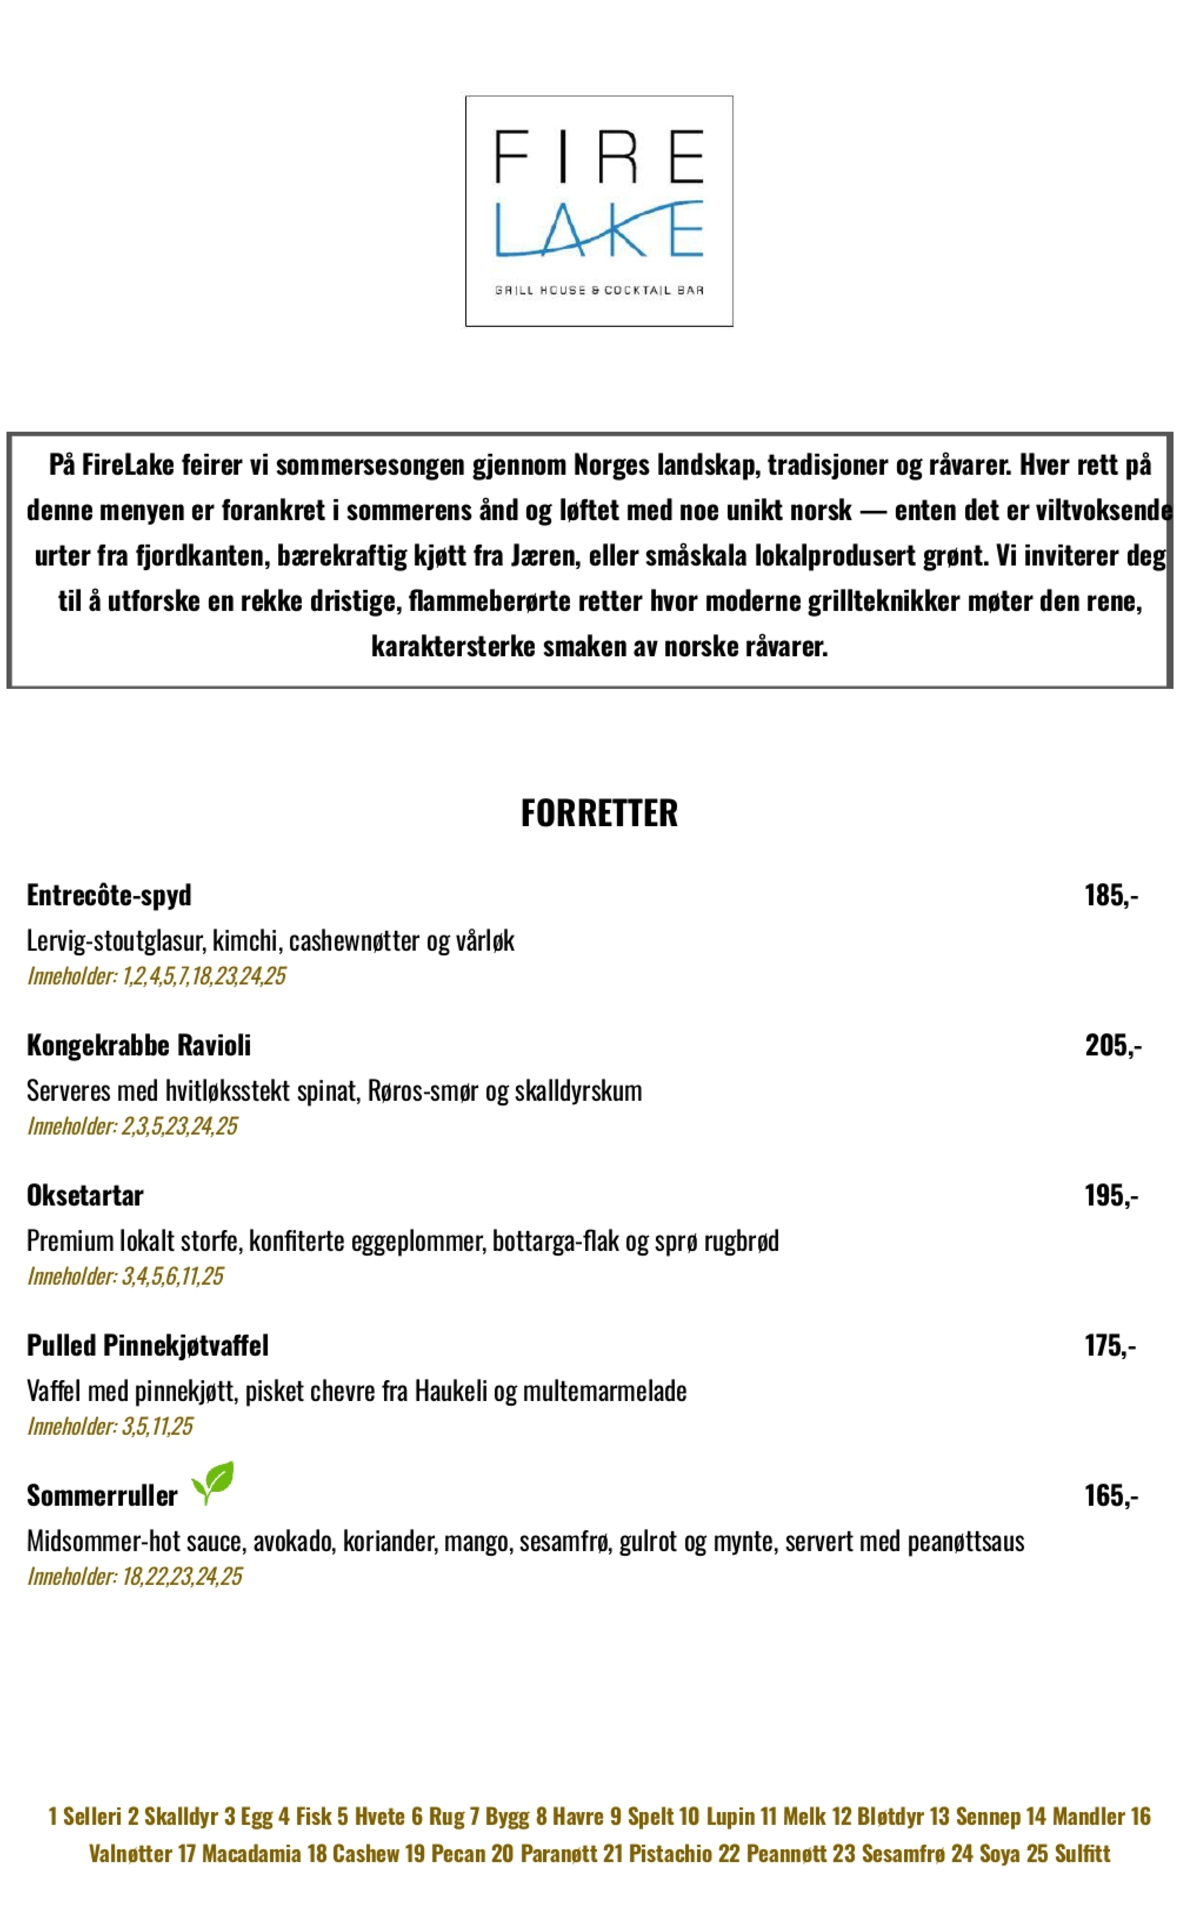 FIRE
LAKE
GRILL HOUSE & COCKTAIL BAR
På FireLake feirer vi sommersesongen gjennom Norges landskap, tradisjoner og råvarer. Hver rett på
denne menyen er forankret i sommerens ånd og løftet med noe unikt norsk — enten det er viltvoksende
urter fra fjordkanten, bærekraftig kjøtt fra Jæren, eller småskala lokalprodusert grønt. Vi inviterer deg
til å utforske en rekke dristige, flammeberørte retter hvor moderne grillteknikker møter den rene,
karaktersterke smaken av norske råvarer.
FORRETTER
Entrecôte-spyd 185,-
Lervig-stoutglasur, kimchi, cashewnøtter og vårløk
Inneholder: 1,2,4,5,7,18,23,24,25
Kongekrabbe Ravioli 205,-
Serveres med hvitløksstekt spinat, Røros-smør og skalldyrskum
Inneholder: 2,3,5,23,24,25
Oksetartar 195,-
Premium lokalt storfe, konfiterte eggeplommer, bottarga-flak og sprø rugbrød
Inneholder: 3,4,5,6,11,25
Pulled Pinnekjøtvaffel 175,-
Vaffel med pinnekjøtt, pisket chevre fra Haukeli og multemarmelade
Inneholder: 3,5,11,25
Sommerruller 165,-
Midsommer-hot sauce, avokado, koriander, mango, sesamfrø, gulrot og mynte, servert med peanøttsaus
Inneholder: 18,22,23,24,25
1 Selleri 2 Skalldyr 3 Egg 4 Fisk 5 Hvete 6 Rug 7 Bygg 8 Havre 9 Spelt 10 Lupin 11 Melk 12 Bløtdyr 13 Sennep 14 Mandler 16
Valnøtter 17 Macadamia 18 Cashew 19 Pecan 20 Paranøtt 21 Pistachio 22 Peannøtt 23 Sesamfrø 24 Soya 25 Sulfitt